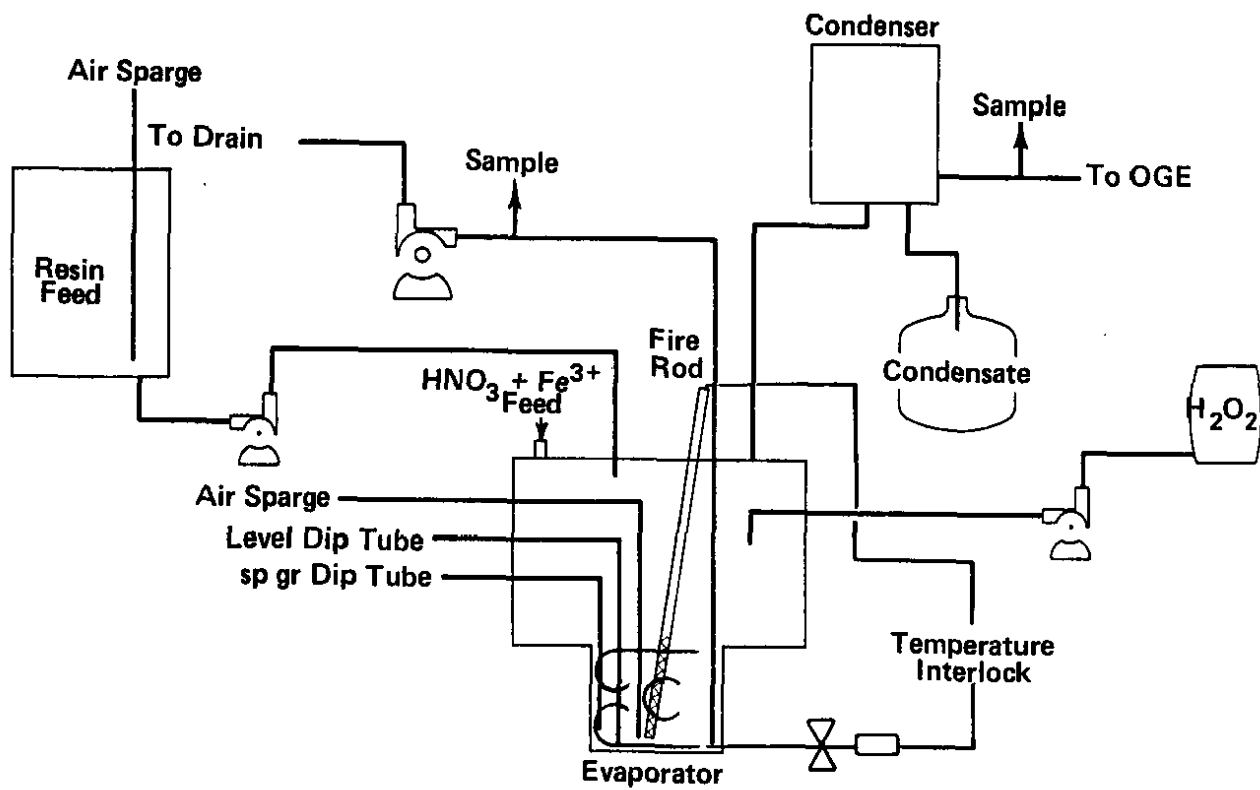 Condenser
Air Sparge
Sample
To Drain
Sample
To OGE
Resin
Feed
Fire
Rod
Condensate
HNO3 + Fe3+
Feed
H2O2
Air Sparge
Level Dip Tube
sp gr Dip Tube
Temperature
Interlock
Evaporator